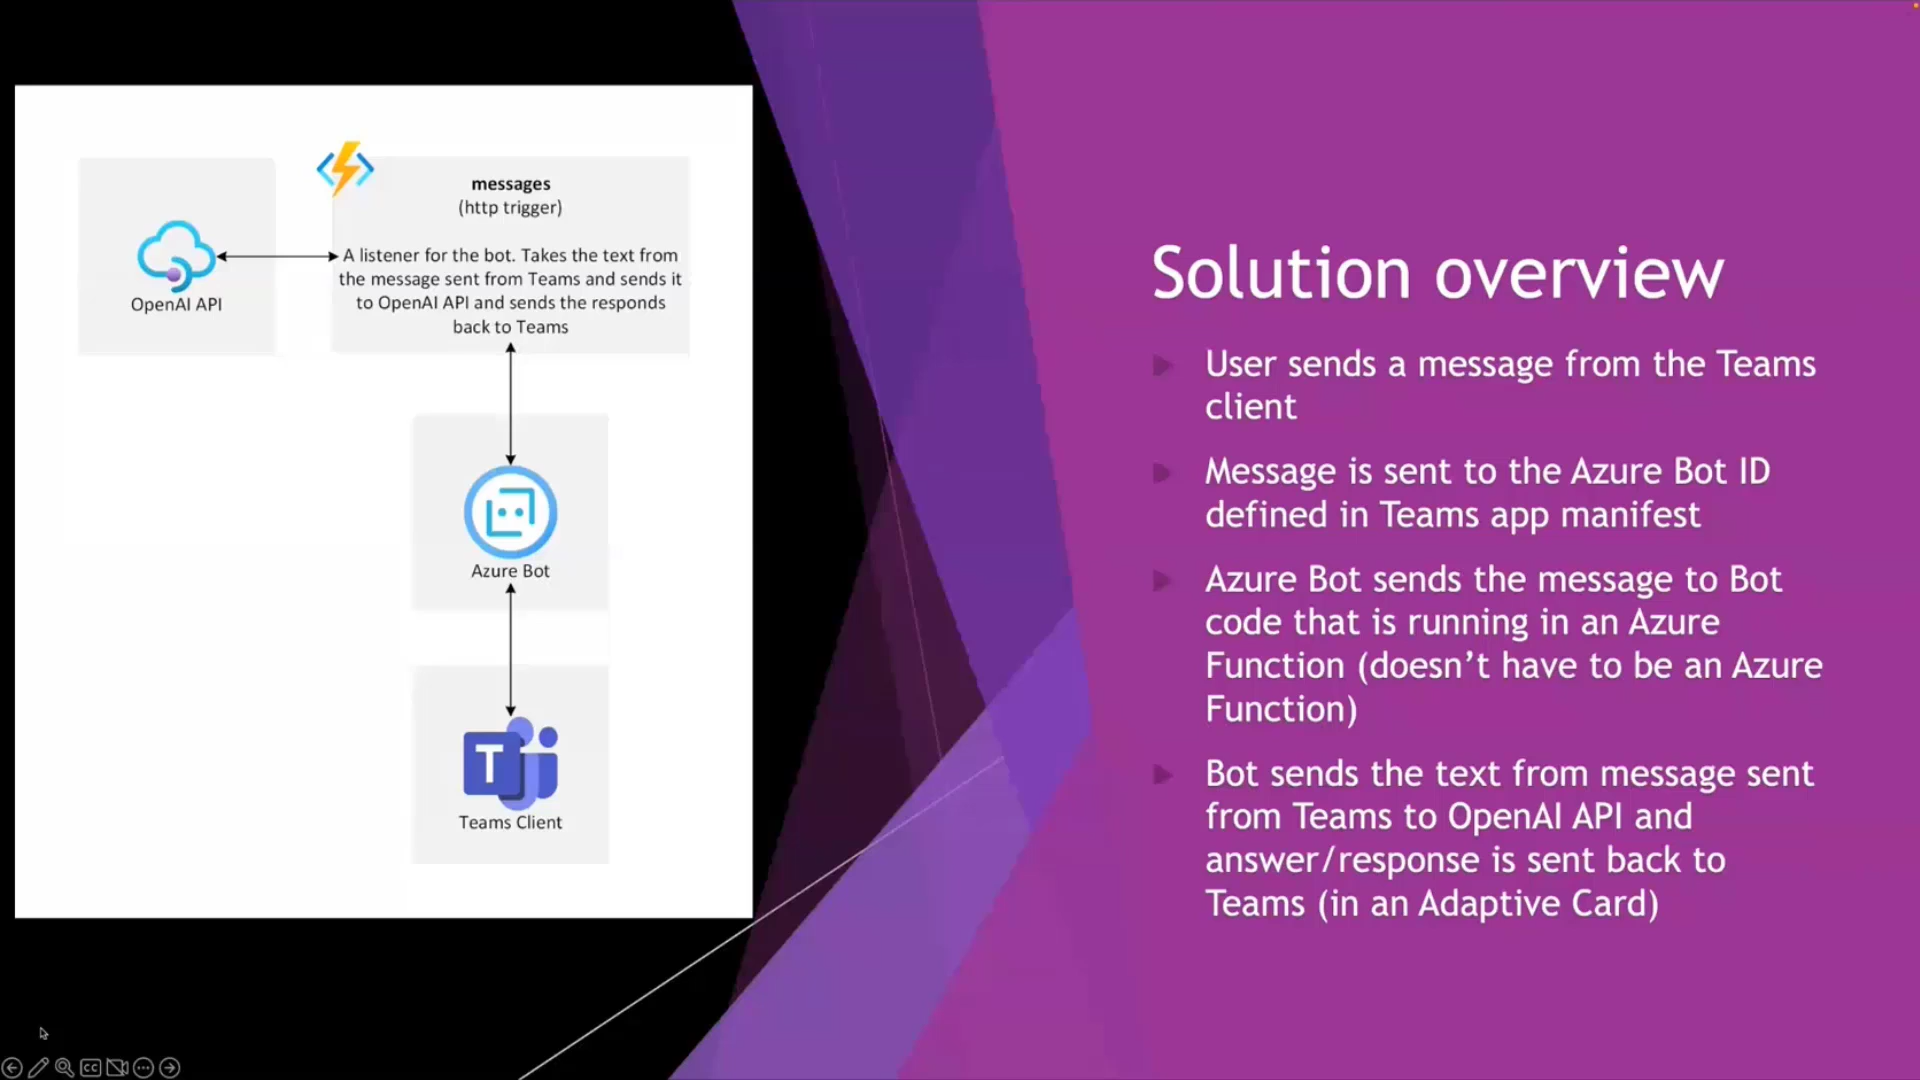 messages
(http trigger)
A listener for the bot. Takes the text from
the message sent from Teams and sends it
to OpenAI API and sends the responds
back to Teams
OpenAI API
Azure Bot
T
Teams Client
Solution overview
User sends a message from the Teams
client
Message is sent to the Azure Bot ID
defined in Teams app manifest
Azure Bot sends the message to Bot
code that is running in an Azure
Function (doesn’t have to be an Azure
Function)
Bot sends the text from message sent
from Teams to OpenAI API and
answer/response is sent back to
Teams (in an Adaptive Card)
CC